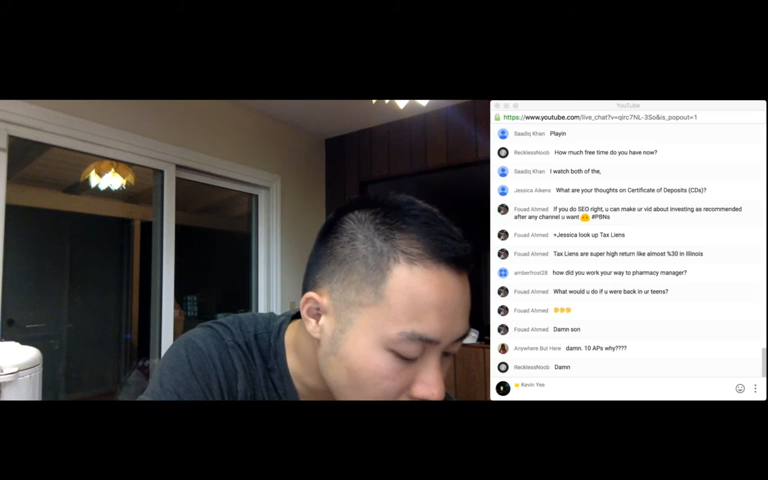 YouTube
https://www.youtube.com/live_chat?v=qirc7NL-3So&is_popout=1
Saadiq Khan Playin
RecklessNoob How much free time do you have now?
Saadiq Khan I watch both of the,
Jessica Aikens What are your thoughts on Certificate of Deposits (CDs)?
Fouad Ahmed If you do SEO right, u can make ur vid about investing as recommended
after any channel u want 🤗 #PBNs
Fouad Ahmed +Jessica look up Tax Liens
Fouad Ahmed Tax Liens are super high return like almost %30 in Illinois
amberfrost28 how did you work your way to pharmacy manager?
Fouad Ahmed What would u do if u were back in ur teens?
Fouad Ahmed
Fouad Ahmed Damn son
Anywhere But Here damn. 10 APs why????
RecklessNoob Damn
Kevin Yee